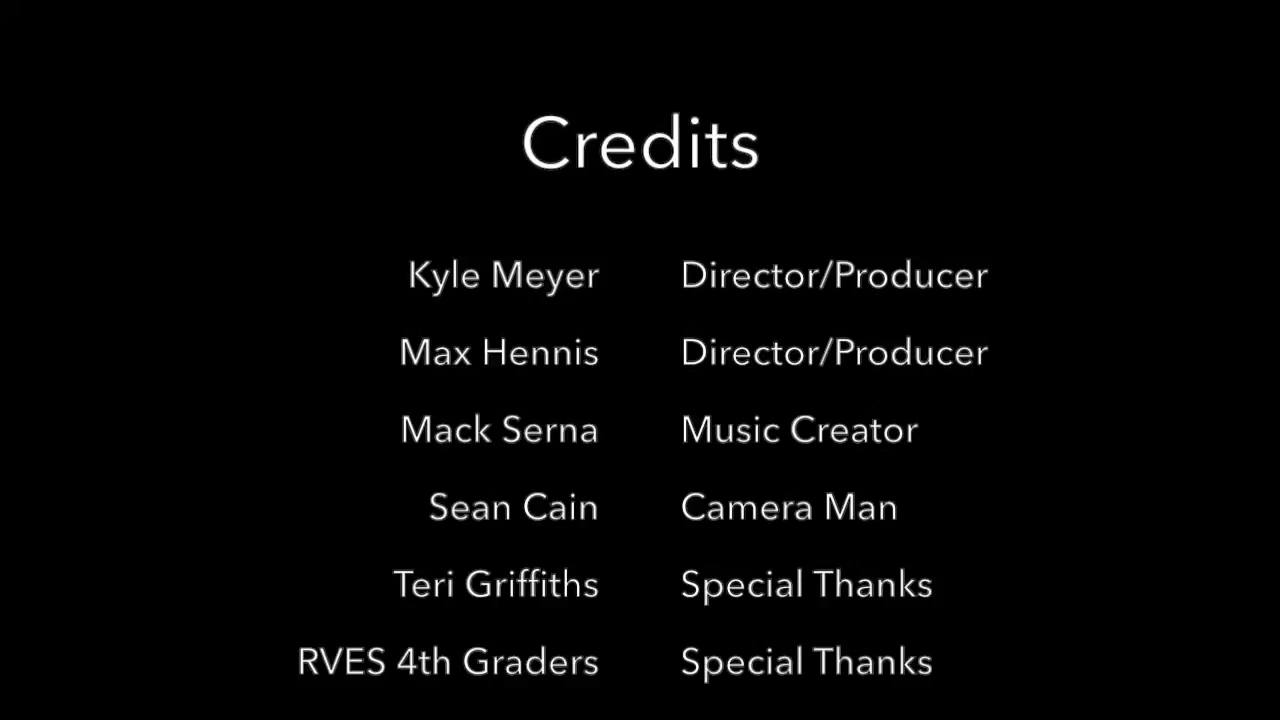 Credits
Kyle Meyer Director/Producer
Max Hennis Director/Producer
Mack Serna Music Creator
Sean Cain Camera Man
Teri Griffiths Special Thanks
RVES 4th Graders Special Thanks